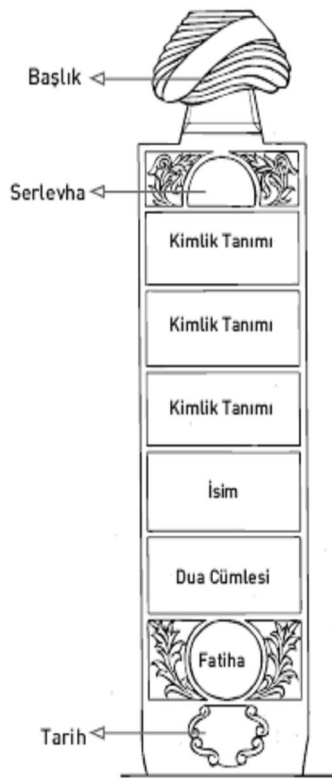 Başlık
Serlevha
Kimlik Tanımı
Kimlik Tanımı
Kimlik Tanımı
İsim
Dua Cümlesi
Fatiha
Tarih